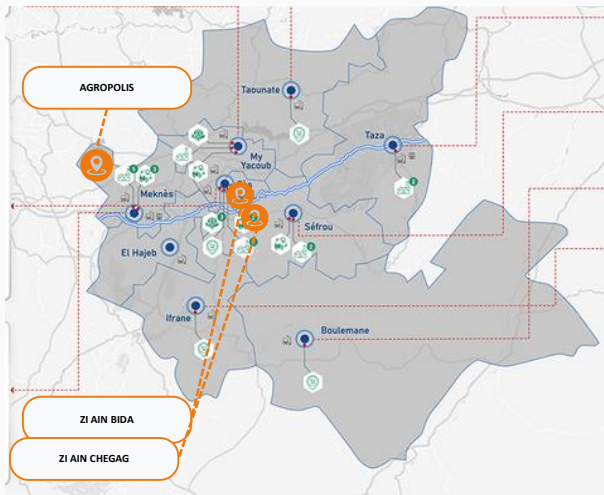 AGROPOLIS
Taounate
Taza
My
Yacoub
Meknès
Séfrou
El Hajeb
Ifrane
Boulemane
ZI AIN BIDA
ZI AIN CHEGAG